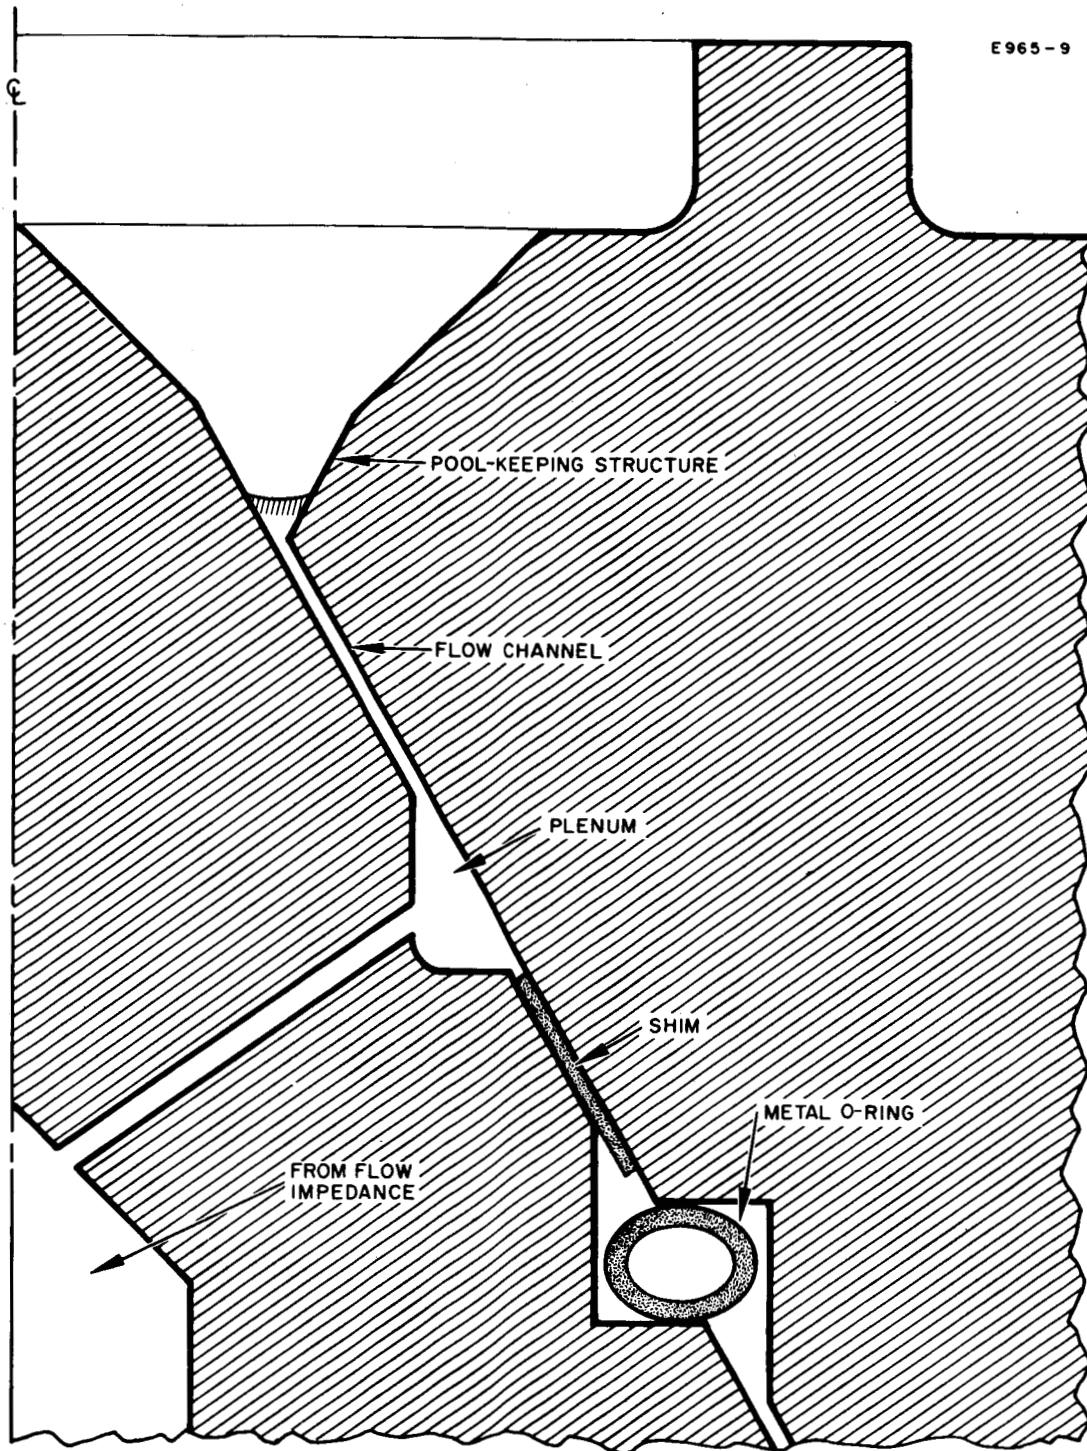 E965-9
℄
POOL-KEEPING STRUCTURE
FLOW CHANNEL
PLENUM
SHIM
METAL O-RING
FROM FLOW
IMPEDANCE